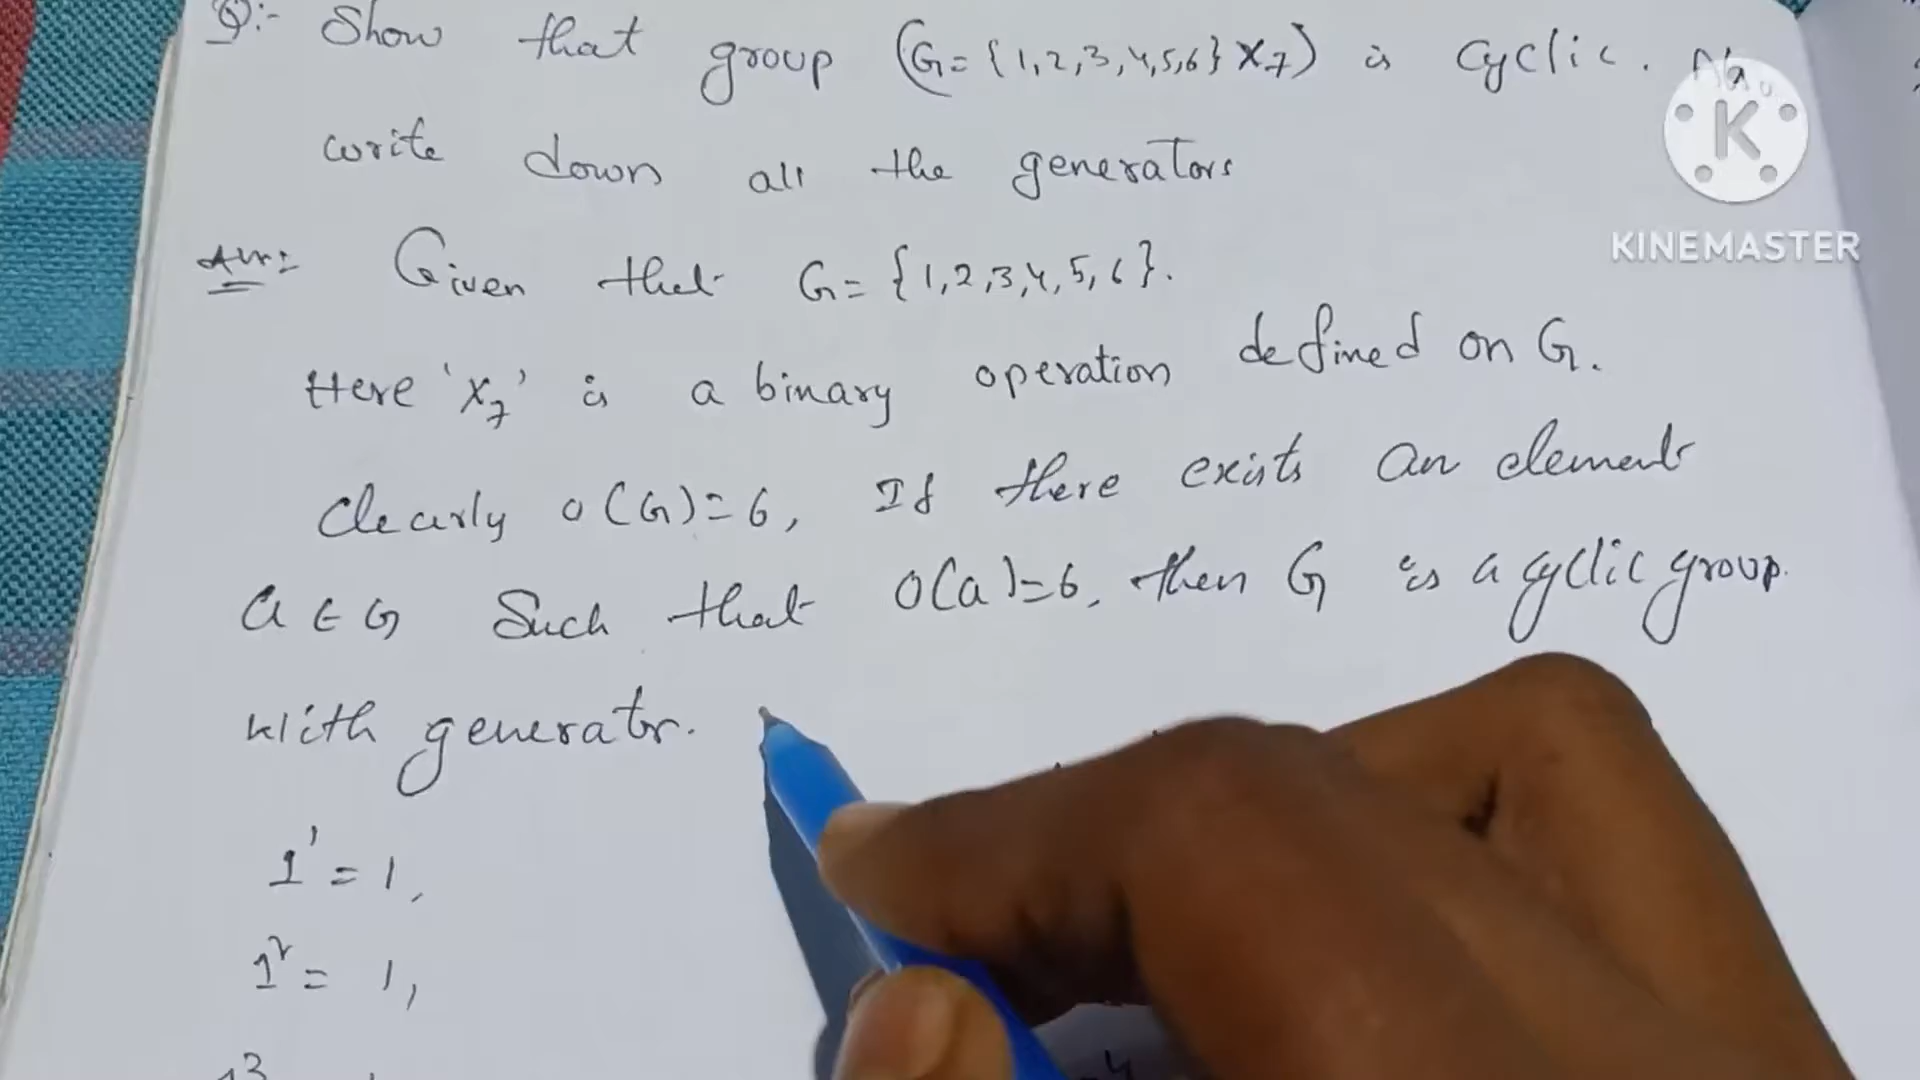 Q:- Show that group (G = {1,2,3,4,5,6} X7) is cyclic.
write down all the generators
Ans: Given that G = {1,2,3,4,5,6}.
Here 'X7' is a binary operation defined on G.
Clearly O(G)=6, If there exists an element
a ∈ G Such that O(a)=6, then G is a cyclic group.
With generatr.
1¹ = 1,
1² = 1,
KINEMASTER